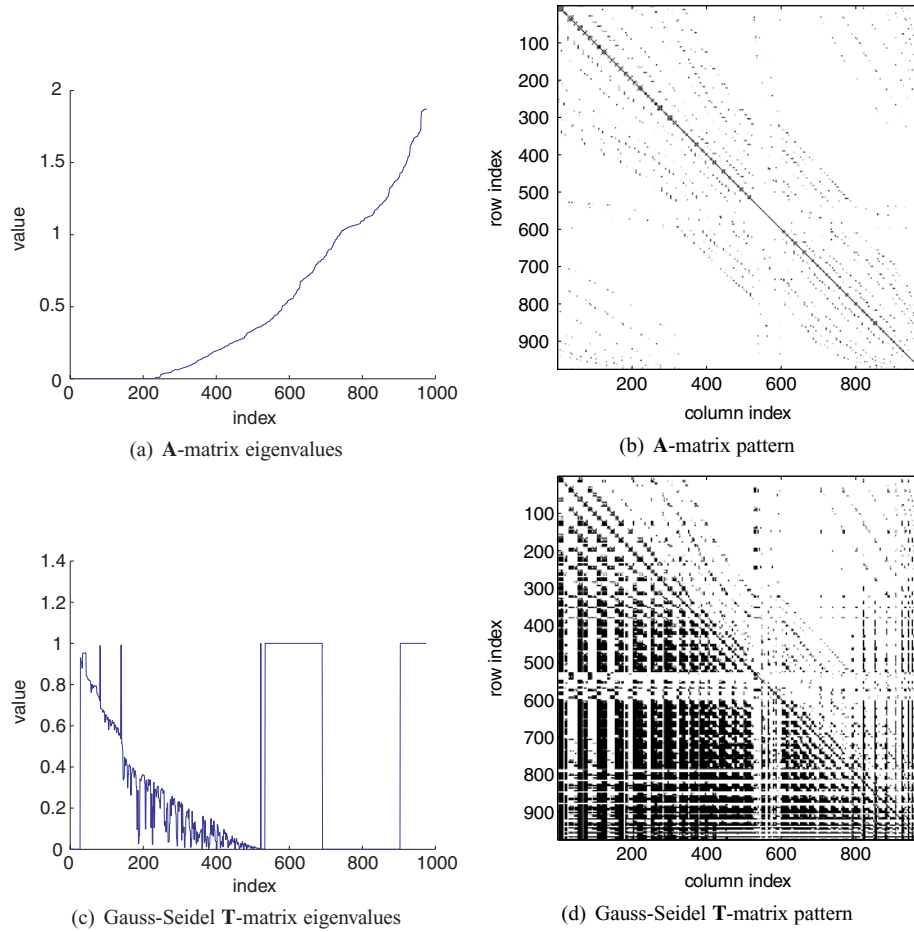 2
1.5
1
0.5
0
value
0 200 400 600 800 1000
index
(a) A-matrix eigenvalues
100
200
300
400
500
600
700
800
900
row index
200 400 600 800
column index
(b) A-matrix pattern
1.4
1.2
1
0.8
0.6
0.4
0.2
0
value
0 200 400 600 800 1000
index
(c) Gauss-Seidel T-matrix eigenvalues
100
200
300
400
500
600
700
800
900
row index
200 400 600 800
column index
(d) Gauss-Seidel T-matrix pattern